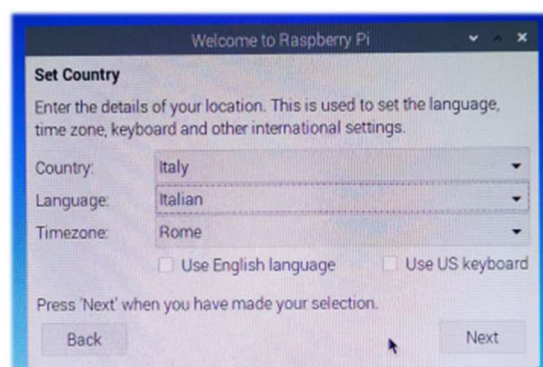 Welcome to Raspberry Pi
Set Country
Enter the details of your location. This is used to set the language,
time zone, keyboard and other international settings.
Country: Italy
Language: Italian
Timezone: Rome
Use English language Use US keyboard
Press 'Next' when you have made your selection.
Back Next